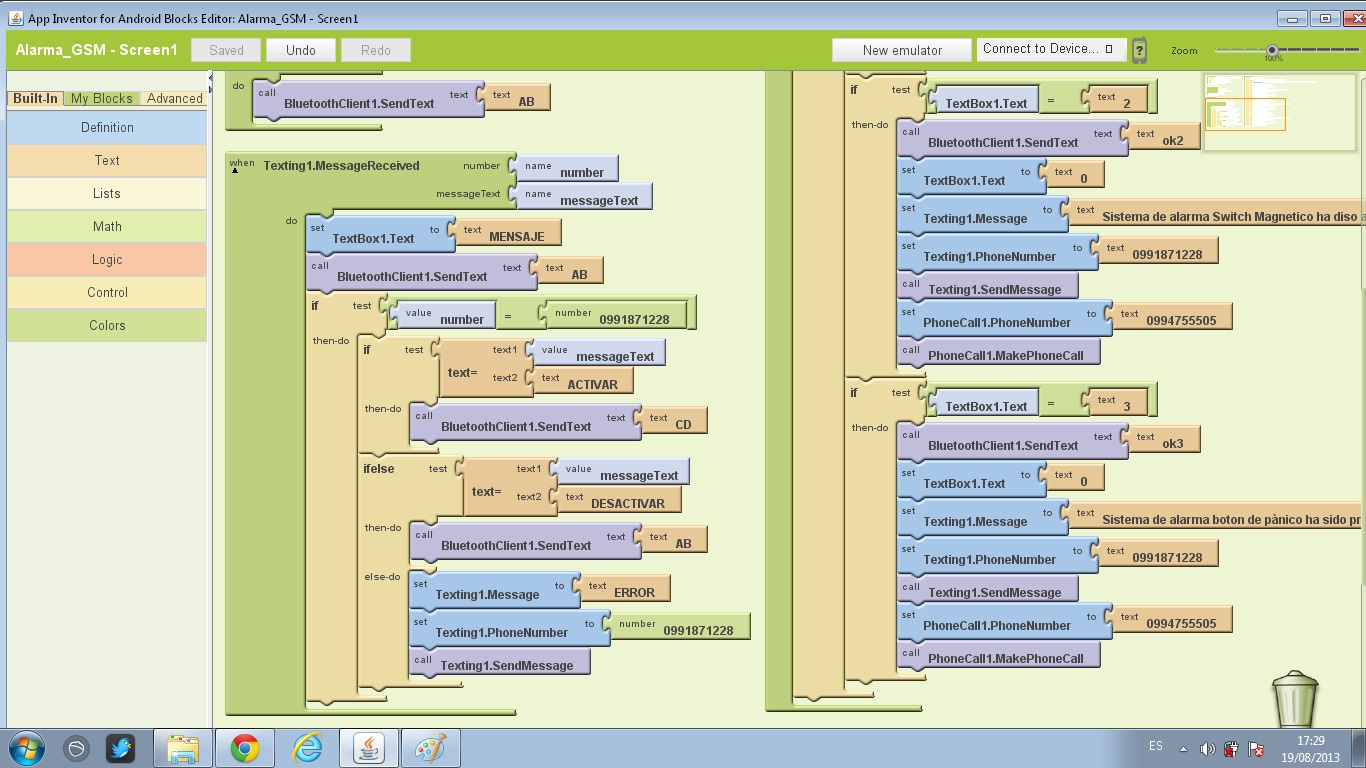 App Inventor for Android Blocks Editor: Alarma_GSM - Screen1
Alarma_GSM - Screen1
Saved
Undo
Redo
New emulator
Connect to Device...
?
Zoom
100%
Built-In
My Blocks
Advanced
Definition
Text
Lists
Math
Logic
Control
Colors
do
call BluetoothClient1.SendText text text AB
when Texting1.MessageReceived number name number
messageText name messageText
do
set TextBox1.Text to text MENSAJE
call BluetoothClient1.SendText text text AB
if test value number = number 0991871228
then-do
if test text= text1 value messageText
text2 text ACTIVAR
then-do
call BluetoothClient1.SendText text text CD
ifelse test text= text1 value messageText
text2 text DESACTIVAR
then-do
call BluetoothClient1.SendText text text AB
else-do
set Texting1.Message to text ERROR
set Texting1.PhoneNumber to number 0991871228
call Texting1.SendMessage
if test TextBox1.Text = text 2
then-do
call BluetoothClient1.SendText text text ok2
set TextBox1.Text to text 0
set Texting1.Message to text Sistema de alarma Switch Magnetico ha diso a
set Texting1.PhoneNumber to text 0991871228
call Texting1.SendMessage
set PhoneCall1.PhoneNumber to text 0994755505
call PhoneCall1.MakePhoneCall
if test TextBox1.Text = text 3
then-do
call BluetoothClient1.SendText text text ok3
set TextBox1.Text to text 0
set Texting1.Message to text Sistema de alarma boton de pànico ha sido pr
set Texting1.PhoneNumber to text 0991871228
call Texting1.SendMessage
set PhoneCall1.PhoneNumber to text 0994755505
call PhoneCall1.MakePhoneCall
ES
17:29
19/08/2013